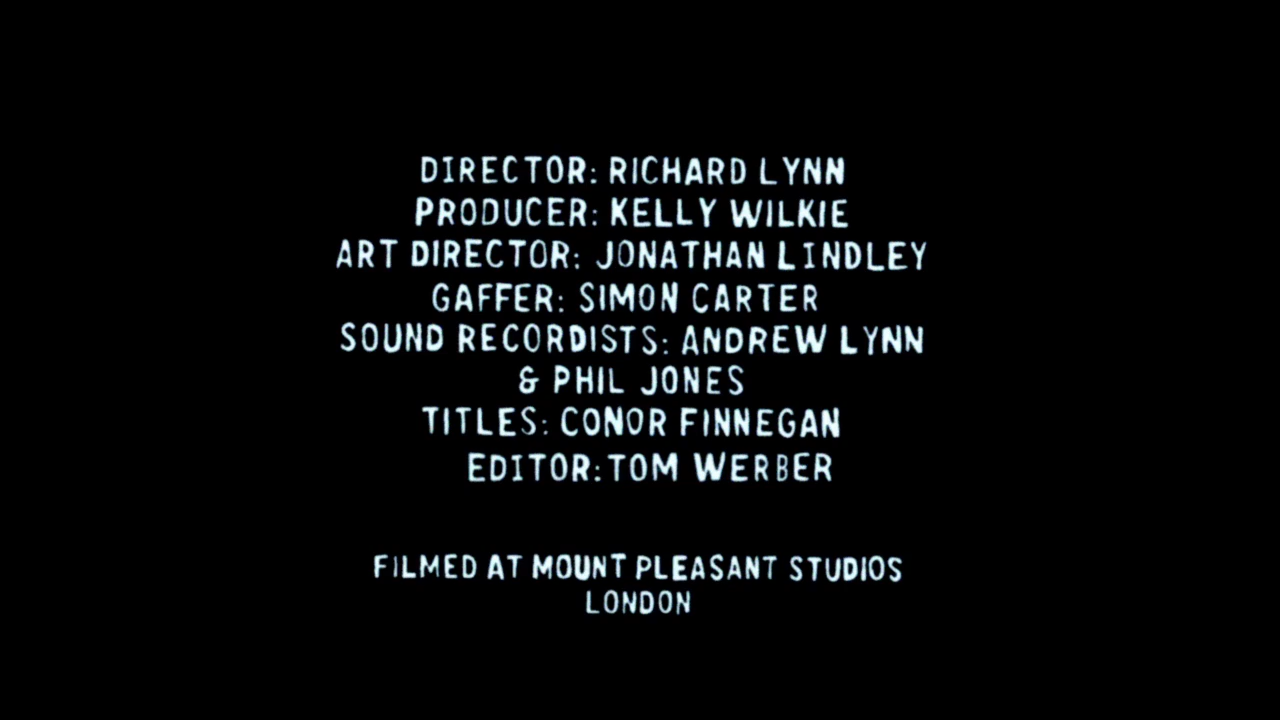 DIRECTOR: RICHARD LYNN
PRODUCER: KELLY WILKIE
ART DIRECTOR: JONATHAN LINDLEY
GAFFER: SIMON CARTER
SOUND RECORDISTS: ANDREW LYNN
& PHIL JONES
TITLES: CONOR FINNEGAN
EDITOR: TOM WERBER
FILMED AT MOUNT PLEASANT STUDIOS
LONDON